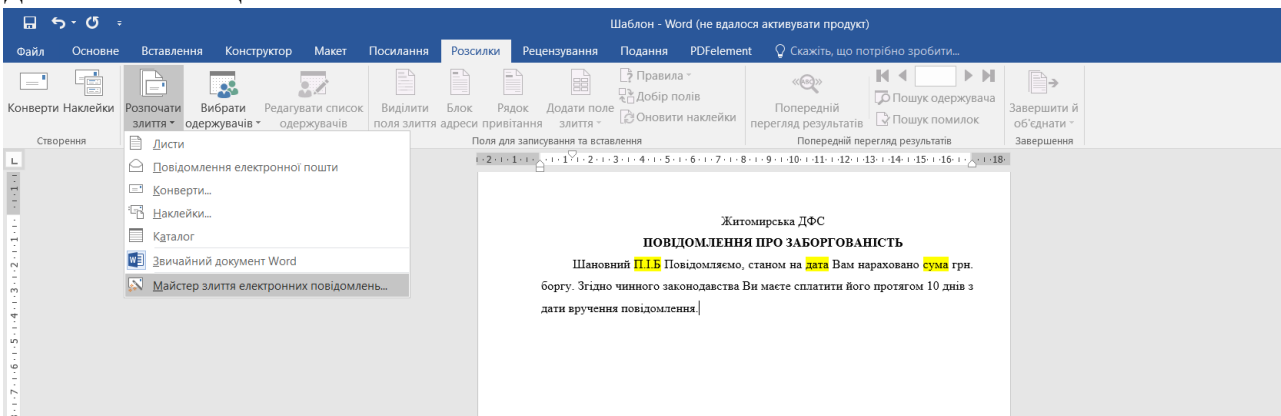 Шаблон - Word (не вдалося активувати продукт)
Файл Основне Вставлення Конструктор Макет Посилання Розсилки Рецензування Подання PDFelement Скажіть, що потрібно зробити...
Конверти Наклейки
Створення
Розпочати злиття
Вибрати одержувачів
Редагувати список одержувачів
Виділити поля злиття
Блок адреси
Рядок привітання
Додати поле злиття
Правила
Добір полів
Оновити наклейки
Поля для записування та вставлення
Попередній перегляд результатів
Пошук одержувача
Пошук помилок
Попередній перегляд результатів
Завершити й об'єднати
Завершення
Листи
Повідомлення електронної пошти
Конверти...
Наклейки...
Каталог
Звичайний документ Word
Майстер злиття електронних повідомлень...
Житомирська ДФС
ПОВІДОМЛЕННЯ ПРО ЗАБОРГОВАНІСТЬ
Шановний П.І.Б Повідомляємо, станом на дата Вам нараховано сума грн.
боргу. Згідно чинного законодавства Ви маєте сплатити його протягом 10 днів з
дати вручення повідомлення.